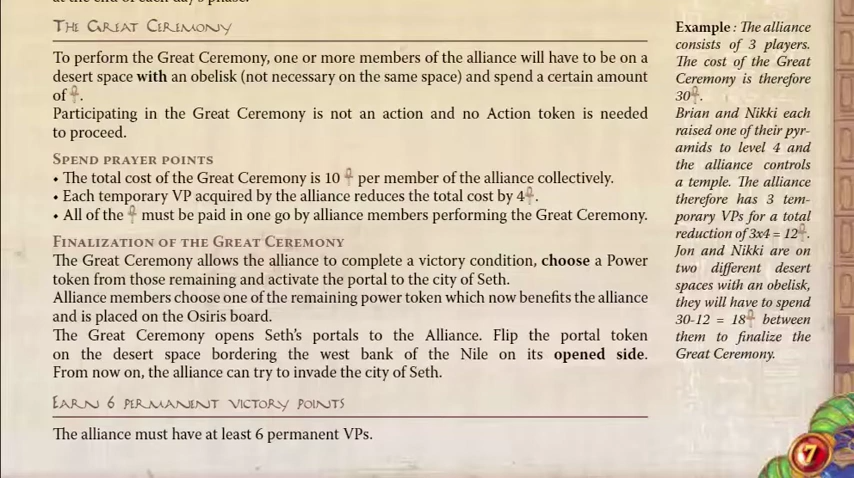 at the end of each day's phase.
The Great Ceremony
To perform the Great Ceremony, one or more members of the alliance will have to be on a
desert space with an obelisk (not necessary on the same space) and spend a certain amount
of .
Participating in the Great Ceremony is not an action and no Action token is needed
to proceed.
Spend prayer points
• The total cost of the Great Ceremony is 10 per member of the alliance collectively.
• Each temporary VP acquired by the alliance reduces the total cost by 4.
• All of the must be paid in one go by alliance members performing the Great Ceremony.
Finalization of the Great Ceremony
The Great Ceremony allows the alliance to complete a victory condition, choose a Power
token from those remaining and activate the portal to the city of Seth.
Alliance members choose one of the remaining power token which now benefits the alliance
and is placed on the Osiris board.
The Great Ceremony opens Seth's portals to the Alliance. Flip the portal token
on the desert space bordering the west bank of the Nile on its opened side.
From now on, the alliance can try to invade the city of Seth.
Earn 6 permanent victory points
The alliance must have at least 6 permanent VPs.
Example : The alliance
consists of 3 players.
The cost of the Great
Ceremony is therefore
30.
Brian and Nikki each
raised one of their pyr-
amids to level 4 and
the alliance controls
a temple. The alliance
therefore has 3 tem-
porary VPs for a total
reduction of 3x4 = 12.
Jon and Nikki are on
two different desert
spaces with an obelisk,
they will have to spend
30-12 = 18 between
them to finalize the
Great Ceremony.
7